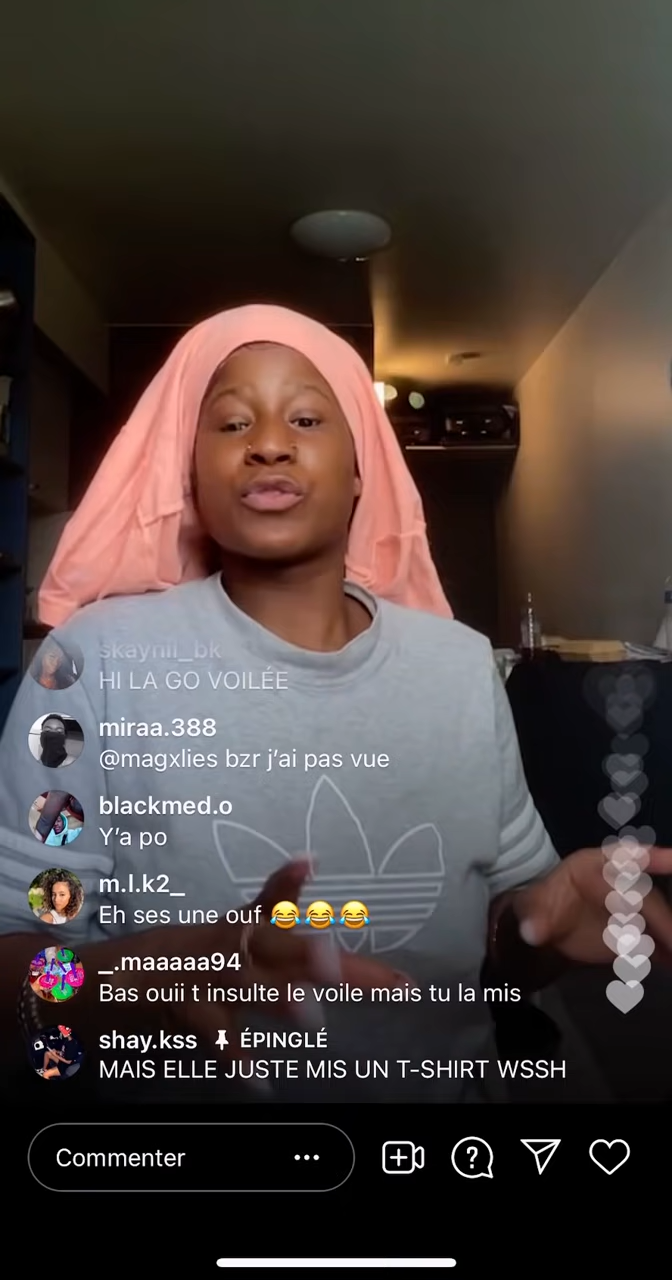 skaynii_bk
HI LA GO VOILÉE
miraa.388
@magxlies bzr j’ai pas vue
blackmed.o
Y’a po
m.l.k2_
Eh ses une ouf 😂😂😂
_.maaaaa94
Bas ouii t insulte le voile mais tu la mis
shay.kss ÉPINGLÉ
MAIS ELLE JUSTE MIS UN T-SHIRT WSSH
Commenter